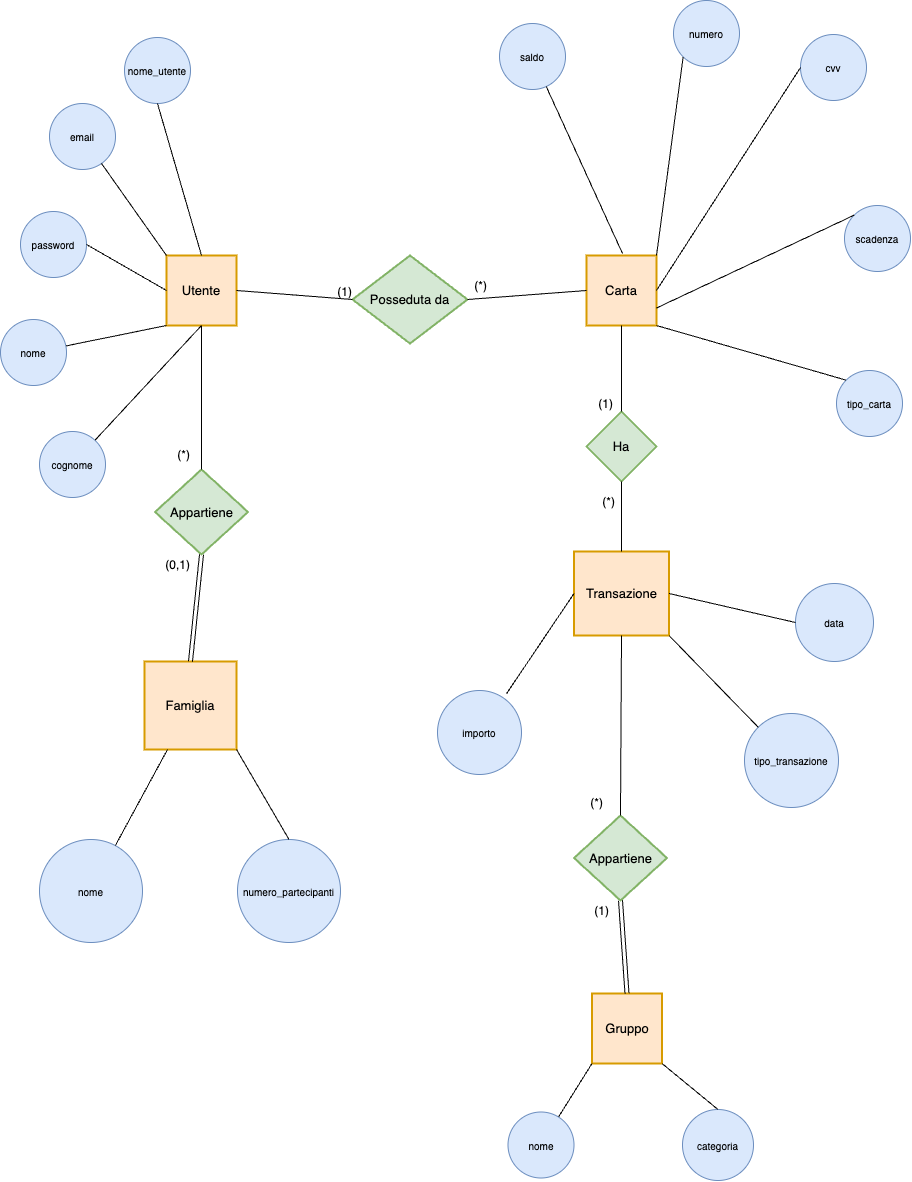 numero
saldo
cvv
nome_utente
email
password
scadenza
Utente
(1)
Posseduta da
(*)
Carta
nome
tipo_carta
(1)
Ha
cognome
(*)
(*)
Appartiene
(0,1)
Transazione
data
Famiglia
importo
tipo_transazione
(*)
Appartiene
nome
numero_partecipanti
(1)
Gruppo
nome
categoria